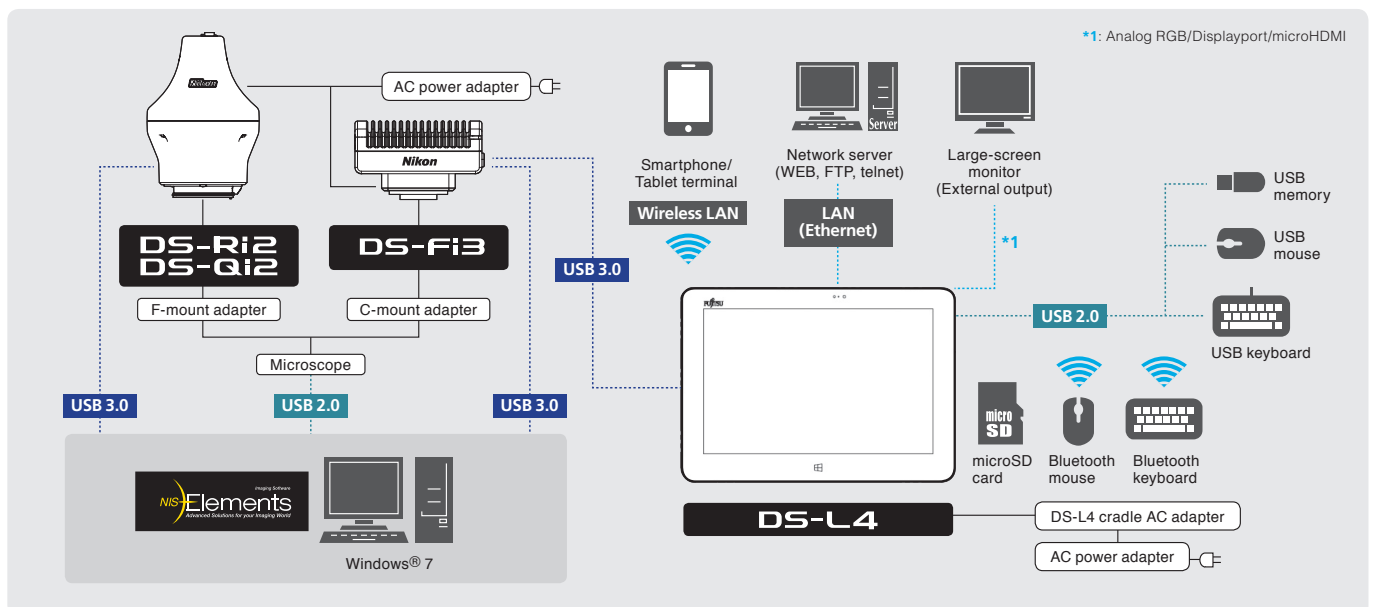 *1: Analog RGB/Displayport/microHDMI
Nikon
AC power adapter
Nikon
DS-Ri2
DS-Qi2
DS-Fi3
F-mount adapter
C-mount adapter
Microscope
USB 3.0
USB 2.0
USB 3.0
NIS-Elements
Imaging Software
Advanced Solutions for your Imaging World
Windows® 7
USB 3.0
Smartphone/
Tablet terminal
Wireless LAN
Server
Network server
(WEB, FTP, telnet)
LAN
(Ethernet)
Large-screen
monitor
(External output)
*1
FUJITSU
USB 2.0
USB
memory
USB
mouse
USB keyboard
micro
SD
microSD
card
Bluetooth
mouse
Bluetooth
keyboard
DS-L4
DS-L4 cradle AC adapter
AC power adapter